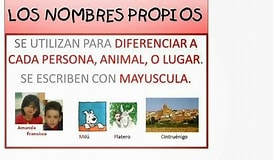 LOS NOMBRES PROPIOS
SE UTILIZAN PARA DIFERENCIAR A
CADA PERSONA, ANIMAL, O LUGAR.
SE ESCRIBEN CON MAYUSCULA.
Amanda
Francisco
Milú
Platero
Cintruénigo